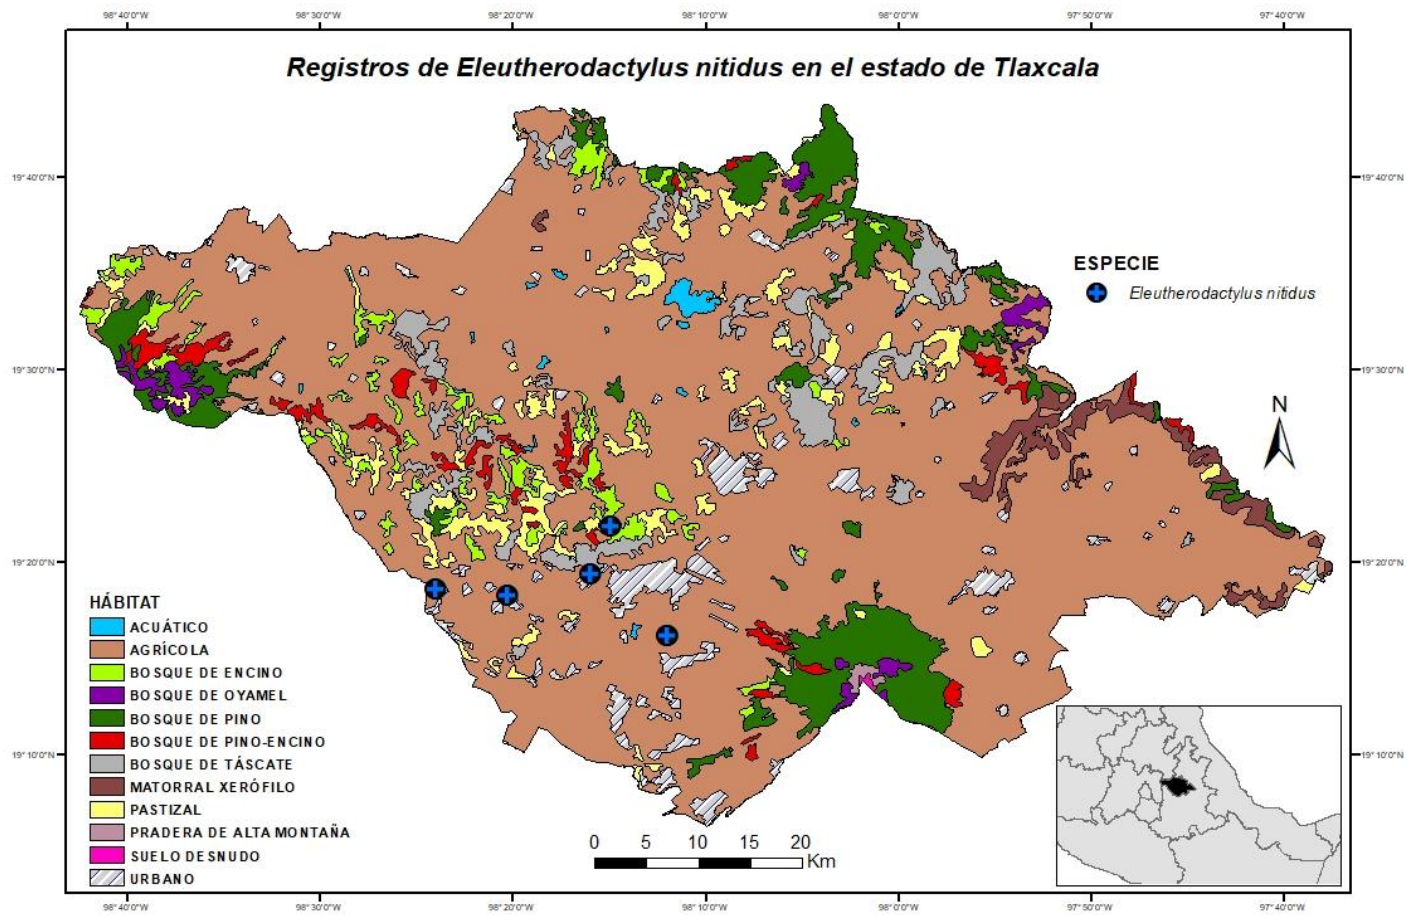 98°40'0"W 98°30'0"W 98°20'0"W 98°10'0"W 98°0'0"W 97°50'0"W 97°40'0"W
Registros de Eleutherodactylus nitidus en el estado de Tlaxcala
19°40'0"N 19°40'0"N
ESPECIE
Eleutherodactylus nitidus
19°30'0"N 19°30'0"N
N
19°20'0"N 19°20'0"N
HÁBITAT
ACUÁTICO
AGRÍCOLA
BOSQUE DE ENCINO
BOSQUE DE OYAMEL
BOSQUE DE PINO
BOSQUE DE PINO-ENCINO
19°10'0"N 19°10'0"N
BOSQUE DE TÁSCATE
MATORRAL XERÓFILO
PASTIZAL
PRADERA DE ALTA MONTAÑA
SUELO DESNUDO
URBANO
0 5 10 15 20
Km
98°40'0"W 98°30'0"W 98°20'0"W 98°10'0"W 98°0'0"W 97°50'0"W 97°40'0"W